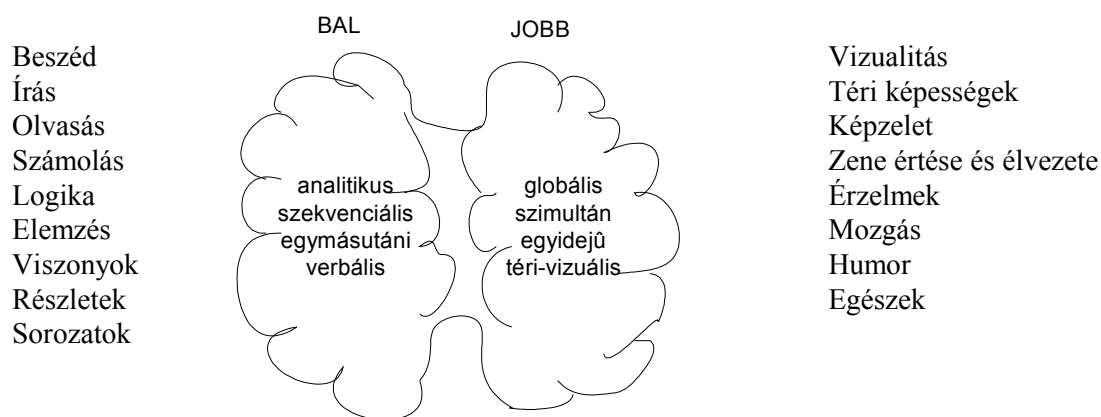 BAL
JOBB
Beszéd
Írás
Olvasás
Számolás
Logika
Elemzés
Viszonyok
Részletek
Sorozatok
analitikus
szekvenciális
egymásutáni
verbális
globális
szimultán
egyidejû
téri-vizuális
Vizualitás
Téri képességek
Képzelet
Zene értése és élvezete
Érzelmek
Mozgás
Humor
Egészek